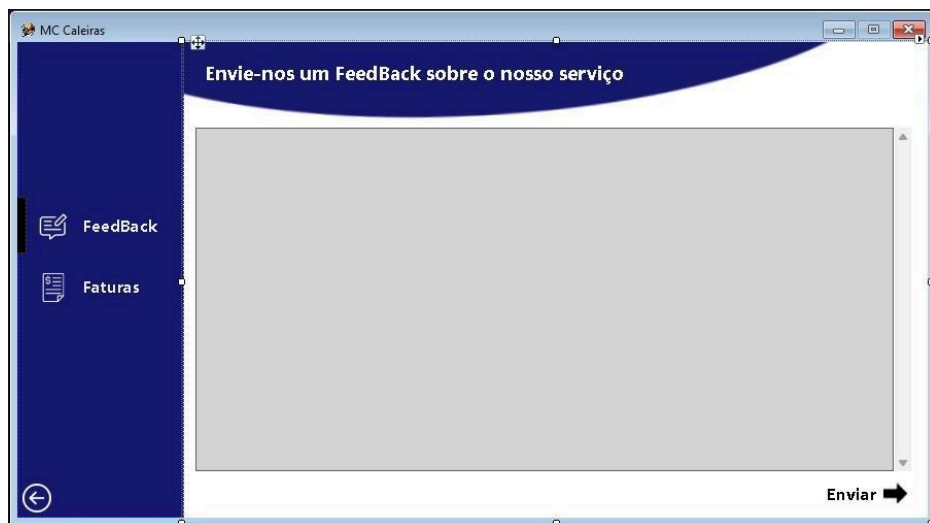 MC Caleiras
Envie-nos um FeedBack sobre o nosso serviço
FeedBack
Faturas
Enviar